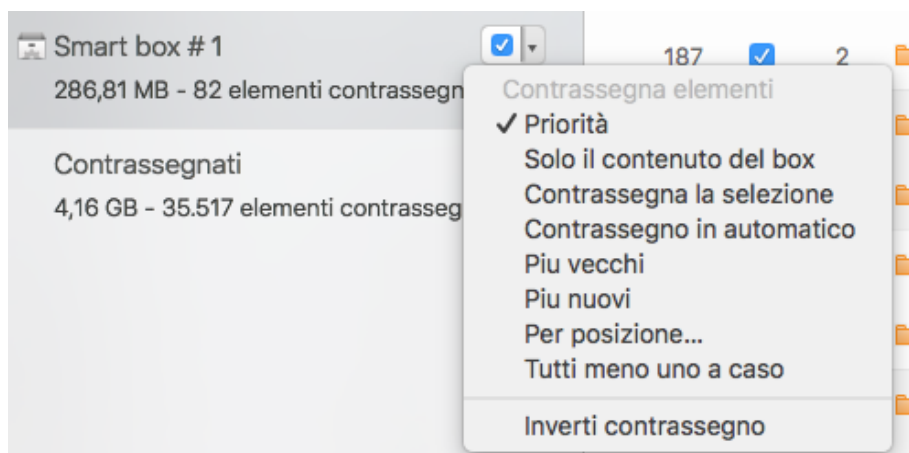 Smart box # 1
286,81 MB - 82 elementi contrassegn
Contrassegnati
4,16 GB - 35.517 elementi contrasseg
187 2
Contrassegna elementi
Priorità
Solo il contenuto del box
Contrassegna la selezione
Contrassegno in automatico
Piu vecchi
Piu nuovi
Per posizione...
Tutti meno uno a caso
Inverti contrassegno